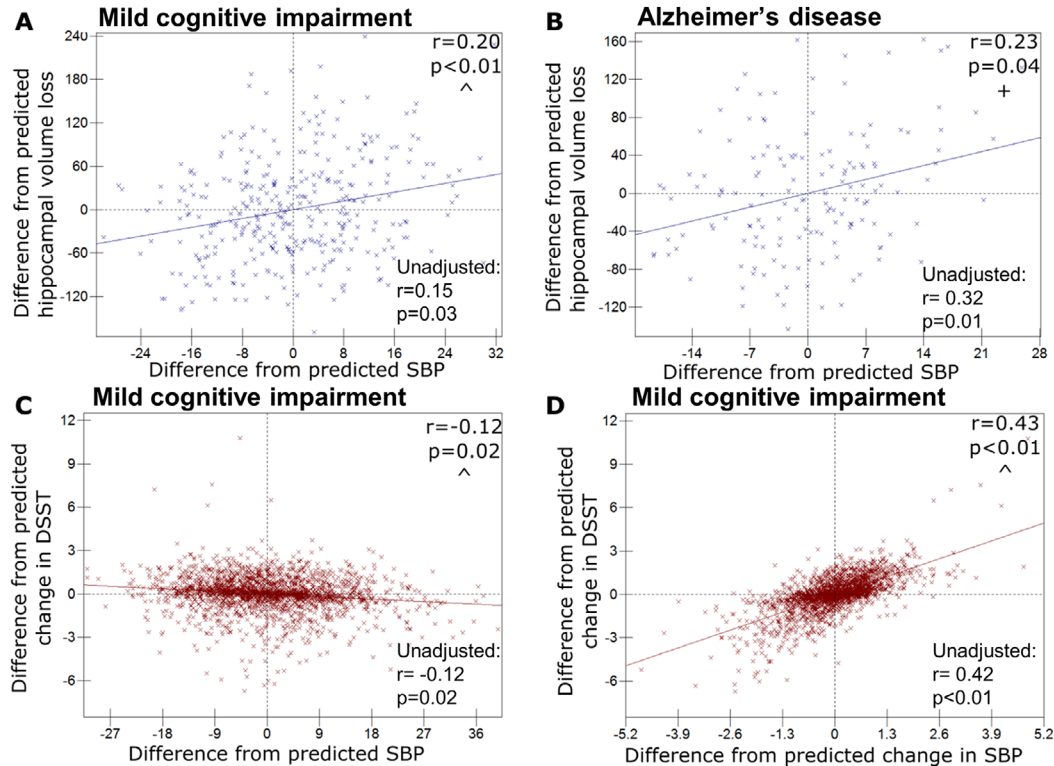 A Mild cognitive impairment
Difference from predicted
hippocampal volume loss
240
180
120
60
0
-60
-120
r=0.20
p<0.01
^
Unadjusted:
r=0.15
p=0.03
-24 -16 -8 0 8 16 24 32
Difference from predicted SBP
B Alzheimer's disease
Difference from predicted
hippocampal volume loss
160
120
80
40
0
-40
-80
-120
r=0.23
p=0.04
+
Unadjusted:
r= 0.32
p=0.01
-14 -7 0 7 14 21 28
Difference from predicted SBP
C Mild cognitive impairment
Difference from predicted
change in DSST
12
9
6
3
0
-3
-6
r=-0.12
p=0.02
^
Unadjusted:
r= -0.12
p=0.02
-27 -18 -9 0 9 18 27 36
Difference from predicted SBP
D Mild cognitive impairment
Difference from predicted
change in DSST
12
9
6
3
0
-3
-6
r=0.43
p<0.01
^
Unadjusted:
r= 0.42
p<0.01
-5.2 -3.9 -2.6 -1.3 0 1.3 2.6 3.9 5.2
Difference from predicted change in SBP